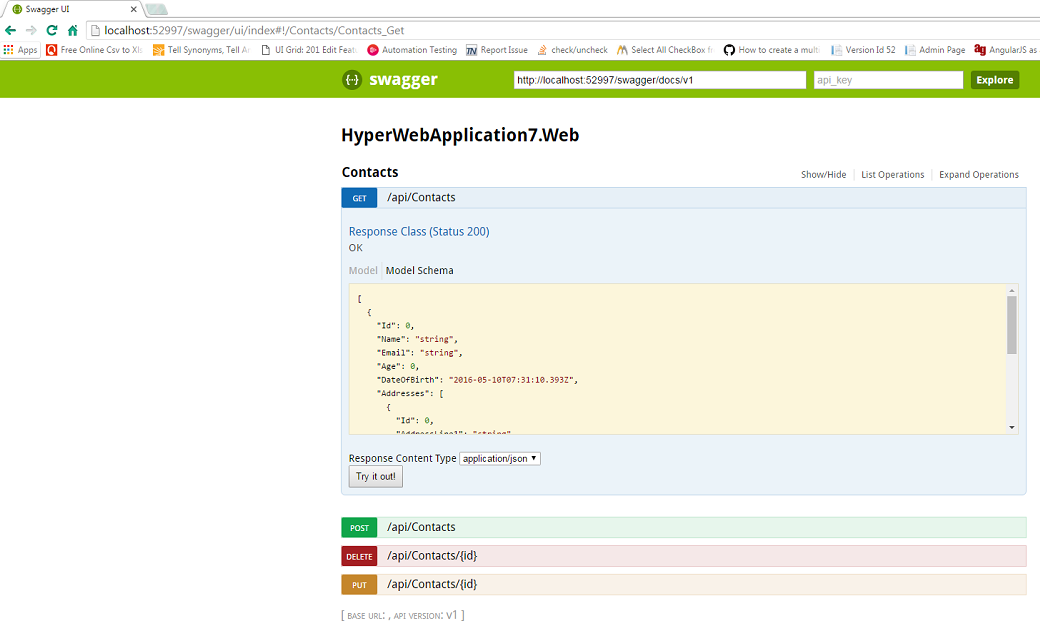 Swagger UI
localhost:52997/swagger/ui/index#!/Contacts/Contacts_Get
Apps Free Online Csv to Xl Tell Synonyms, Tell A UI Grid: 201 Edit Feat Automation Testing Report Issue check/uncheck Select All CheckBox f How to create a mult Version Id 52 Admin Page AngularJS as
swagger http://localhost:52997/swagger/docs/v1 api_key Explore
HyperWebApplication7.Web
Contacts Show/Hide List Operations Expand Operations
GET /api/Contacts
Response Class (Status 200)
OK
Model Model Schema
[
{
"Id": 0,
"Name": "string",
"Email": "string",
"Age": 0,
"DateOfBirth": "2016-05-10T07:31:10.393Z",
"Addresses": [
{
"Id": 0,
"AddressLine1": "string",
Response Content Type application/json
Try it out!
POST /api/Contacts
DELETE /api/Contacts/{id}
PUT /api/Contacts/{id}
[ BASE URL: , API VERSION: V1 ]